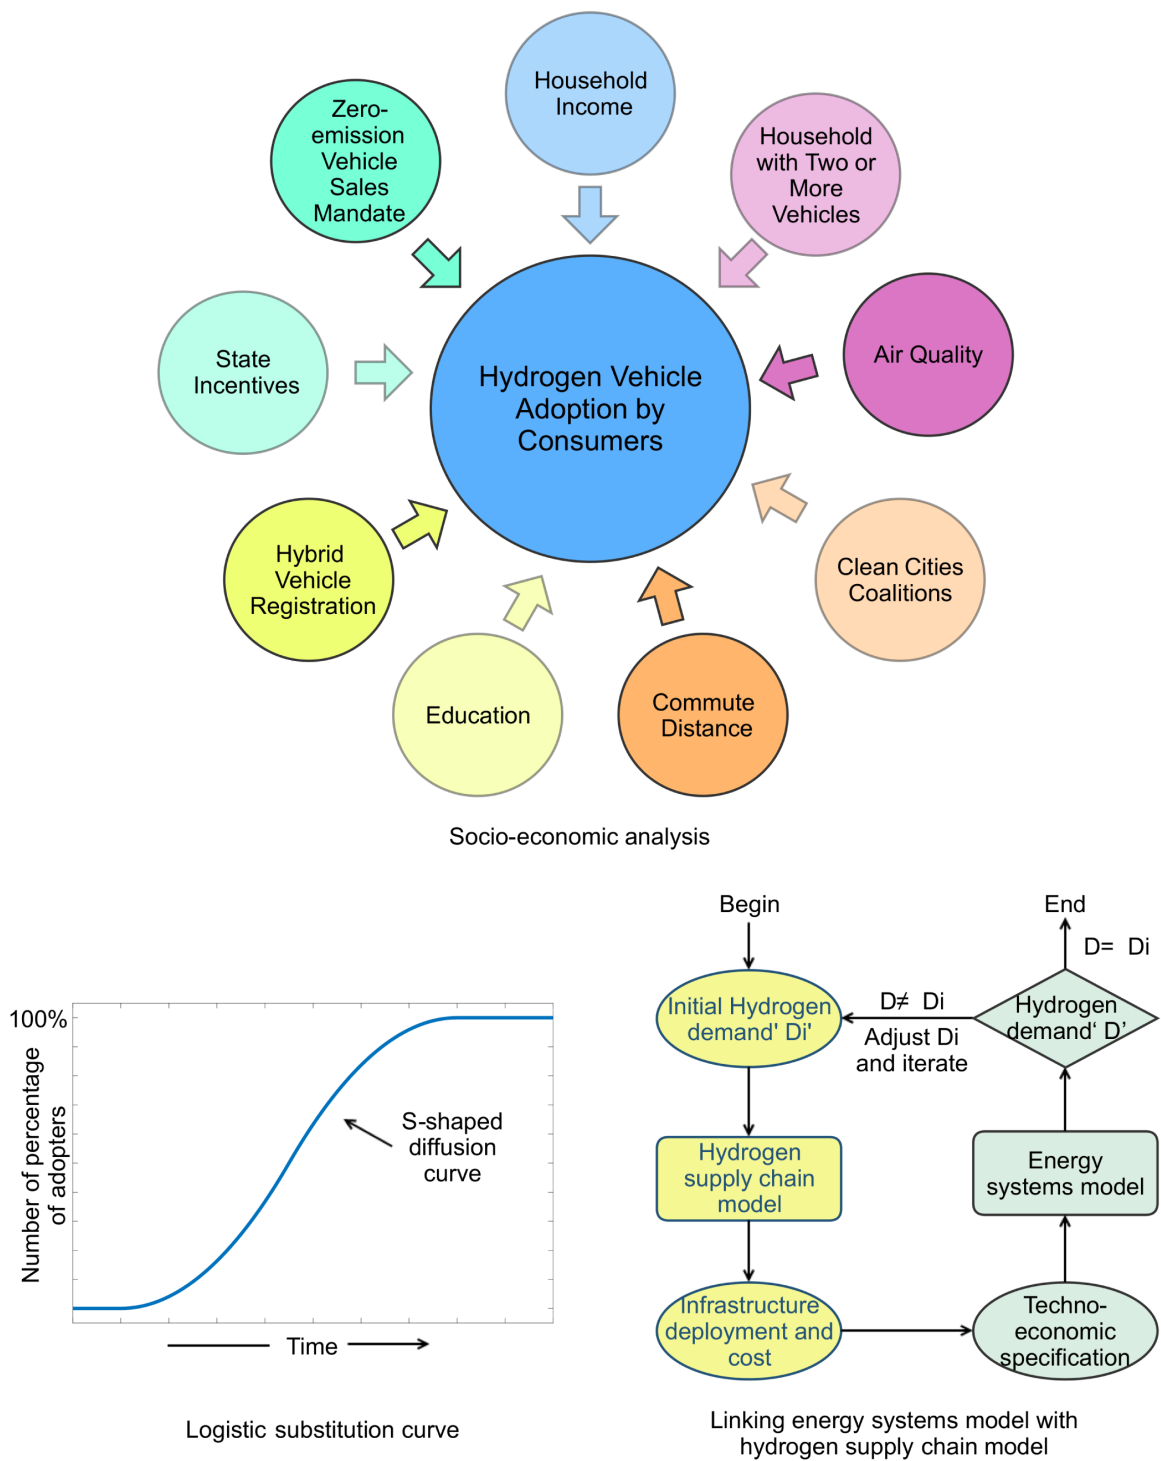 Household
Income
Zero-
emission
Vehicle
Sales
Mandate
Household
with Two or
More
Vehicles
State
Incentives
Hydrogen Vehicle
Adoption by
Consumers
Air Quality
Hybrid
Vehicle
Registration
Clean Cities
Coalitions
Education
Commute
Distance
Socio-economic analysis
100%
Number of percentage
of adopters
S-shaped
diffusion
curve
Time
Logistic substitution curve
Begin
End
D= Di
Initial Hydrogen
demand' Di'
D≠ Di
Adjust Di
and iterate
Hydrogen
demand‘ D’
Hydrogen
supply chain
model
Energy
systems model
Infrastructure
deployment and
cost
Techno-
economic
specification
Linking energy systems model with
hydrogen supply chain model